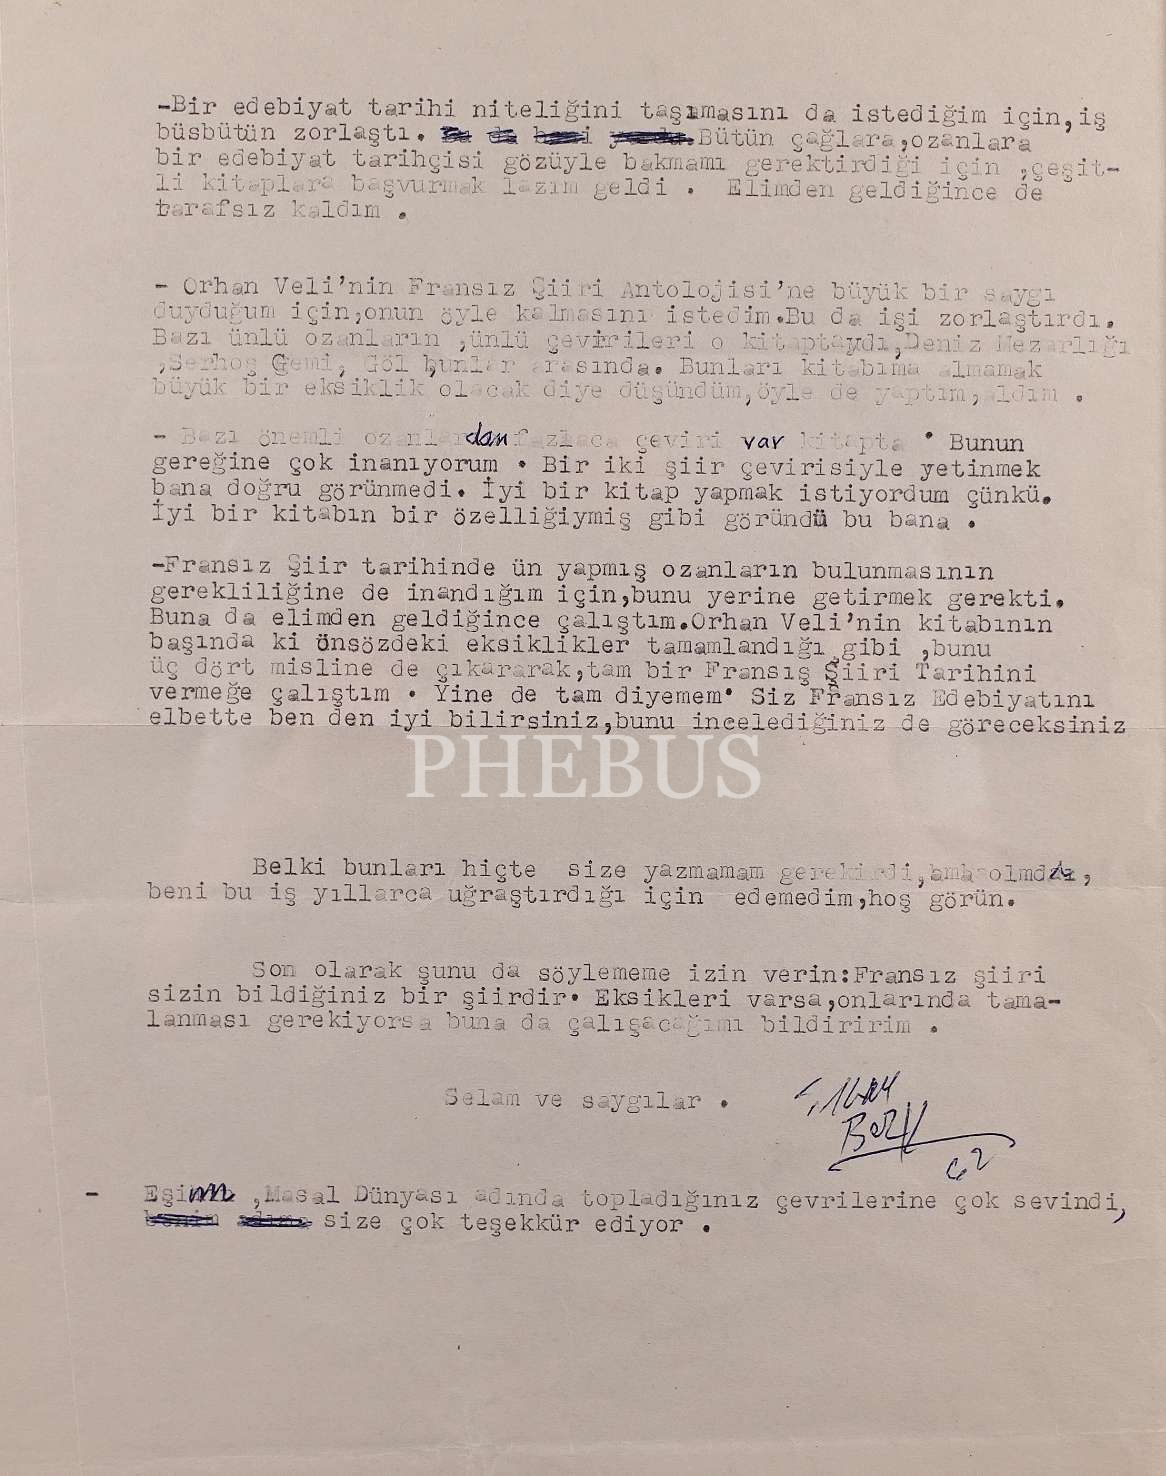 -Bir edebiyat tarihi niteliğini taşımasını da istediğim için,iş
büsbütün zorlaştı. Bütün çağlara,ozanlara
bir edebiyat tarihçisi gözüyle bakmamı gerektirdiği için ,çeşit-
li kitaplara başvurmak lazım geldi . Elimden geldiğince de
tarafsız kaldım .
- Orhan Veli'nin Fransız Şiiri Antolojisi'ne büyük bir saygı
duyduğum için,onun öyle kalmasını istedim.Bu da işi zorlaştırdı.
Bazı ünlü ozanların ,ünlü çevirileri o kitaptaydı,Deniz Mezarlığı
,Serhoş Gemi, Göl bunlar arasında. Bunları kitabıma almamak
büyük bir eksiklik olacak diye düşündüm,öyle de yaptım,aldım .
- Bazı önemli ozanlardan fazlaca çeviri var kitapta . Bunun
gereğine çok inanıyorum . Bir iki şiir çevirisiyle yetinmek
bana doğru görünmedi. İyi bir kitap yapmak istiyordum çünkü.
İyi bir kitabın bir özelliğiymiş gibi göründü bu bana .
-Fransız Şiir tarihinde ün yapmış ozanların bulunmasının
gerekliliğine de inandığım için,bunu yerine getirmek gerekti.
Buna da elimden geldiğince çalıştım.Orhan Veli'nin kitabının
başında ki önsözdeki eksiklikler tamamlandığı gibi ,bunu
üç dört misline de çıkararak,tam bir Fransış Şiiri Tarihini
vermeğe çalıştım . Yine de tam diyemem. Siz Fransız Edebiyatını
elbette ben den iyi bilirsiniz,bunu incelediğiniz de göreceksiniz
PHEBUS
Belki bunları hiçte size yazmamam gerekirdi,ama olmadı,
beni bu iş yıllarca uğraştırdığı için edemedim,hoş görün.
Son olarak şunu da söylememe izin verin:Fransız şiiri
sizin bildiğiniz bir şiirdir. Eksikleri varsa,onlarında tama-
lanması gerekiyorsa buna da çalışacağımı bildiririm .
Selam ve saygılar .
İlhan
Berk
- Eşim ,Masal Dünyası adında topladığınız çevrilerine çok sevindi,
size çok teşekkür ediyor .